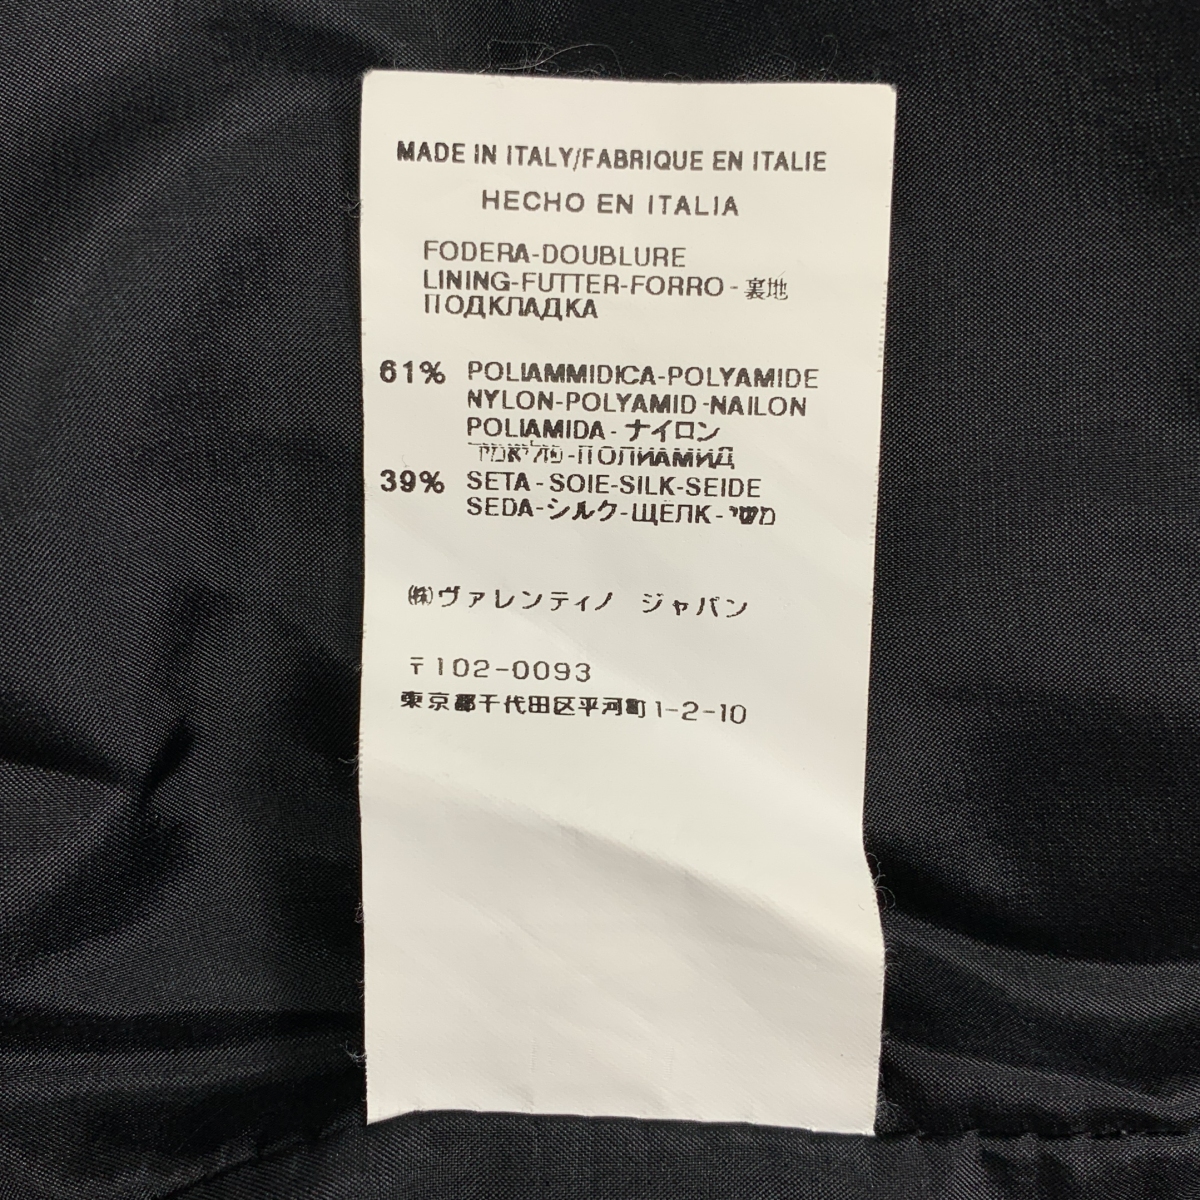 MADE IN ITALY/FABRIQUE EN ITALIE
HECHO EN ITALIA
FODERA-DOUBLURE
LINING-FUTTER-FORRO - 裏地
ПОДКЛАДКА
61% POLIAMMIDICA-POLYAMIDE
NYLON-POLYAMID-NAILON
POLIAMIDA - ナイロン
פוליאמיד-ПОЛИАМИД
39% SETA - SOIE-SILK-SEIDE
SEDA-シルク-ЩЕЛК-משי
㈱ヴァレンティノ ジャパン
〒102-0093
東京都千代田区平河町1-2-10